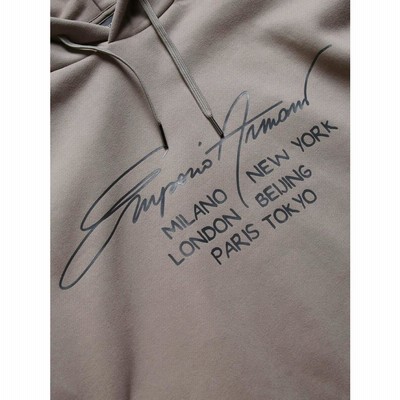 Emporio Armani
MILANO NEW YORK
LONDON BEIJING
PARIS TOKYO